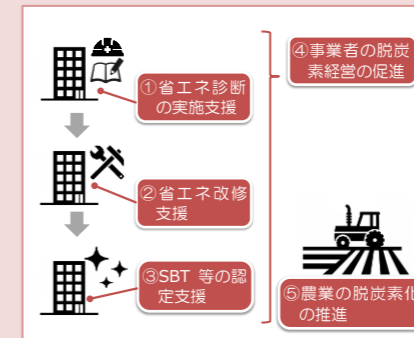 ①省エネ診断
の実施支援
②省エネ改修
支援
③SBT 等の認
定支援
④事業者の脱炭
素経営の促進
⑤農業の脱炭素化
の推進